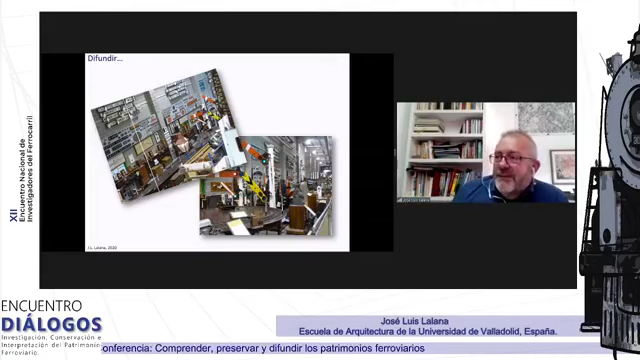 Difundir...
J.L. Lalana, 2020
XII
Encuentro Nacional de
Investigadores del Ferrocarril
ENCUENTRO
DIÁLOGOS
Investigación, Conservación e
Interpretación del Patrimonio
Ferroviario.
José Luis Lalana
Escuela de Arquitectura de la Universidad de Valladolid, España.
onferencia: Comprender, preservar y difundir los patrimonios ferroviarios